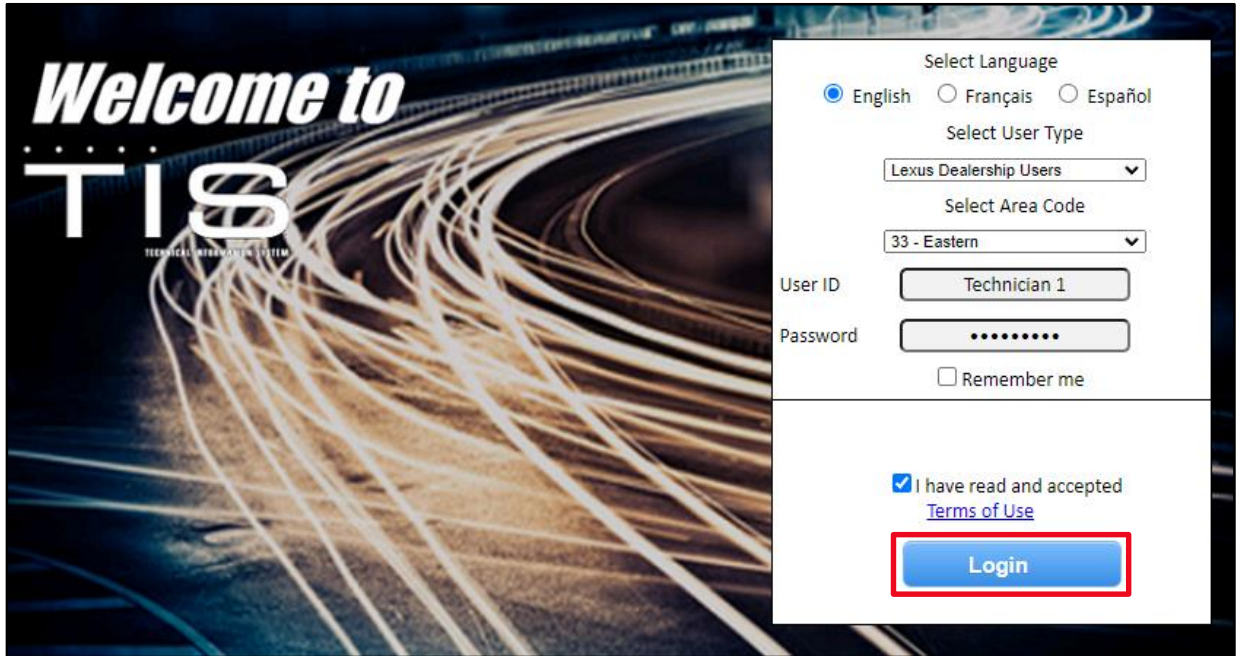 Welcome to
TIS
TECHNICAL INFORMATION SYSTEM
Select Language
English Français Español
Select User Type
Lexus Dealership Users
Select Area Code
33 - Eastern
User ID Technician 1
Password •••••••••
Remember me
I have read and accepted
Terms of Use
Login